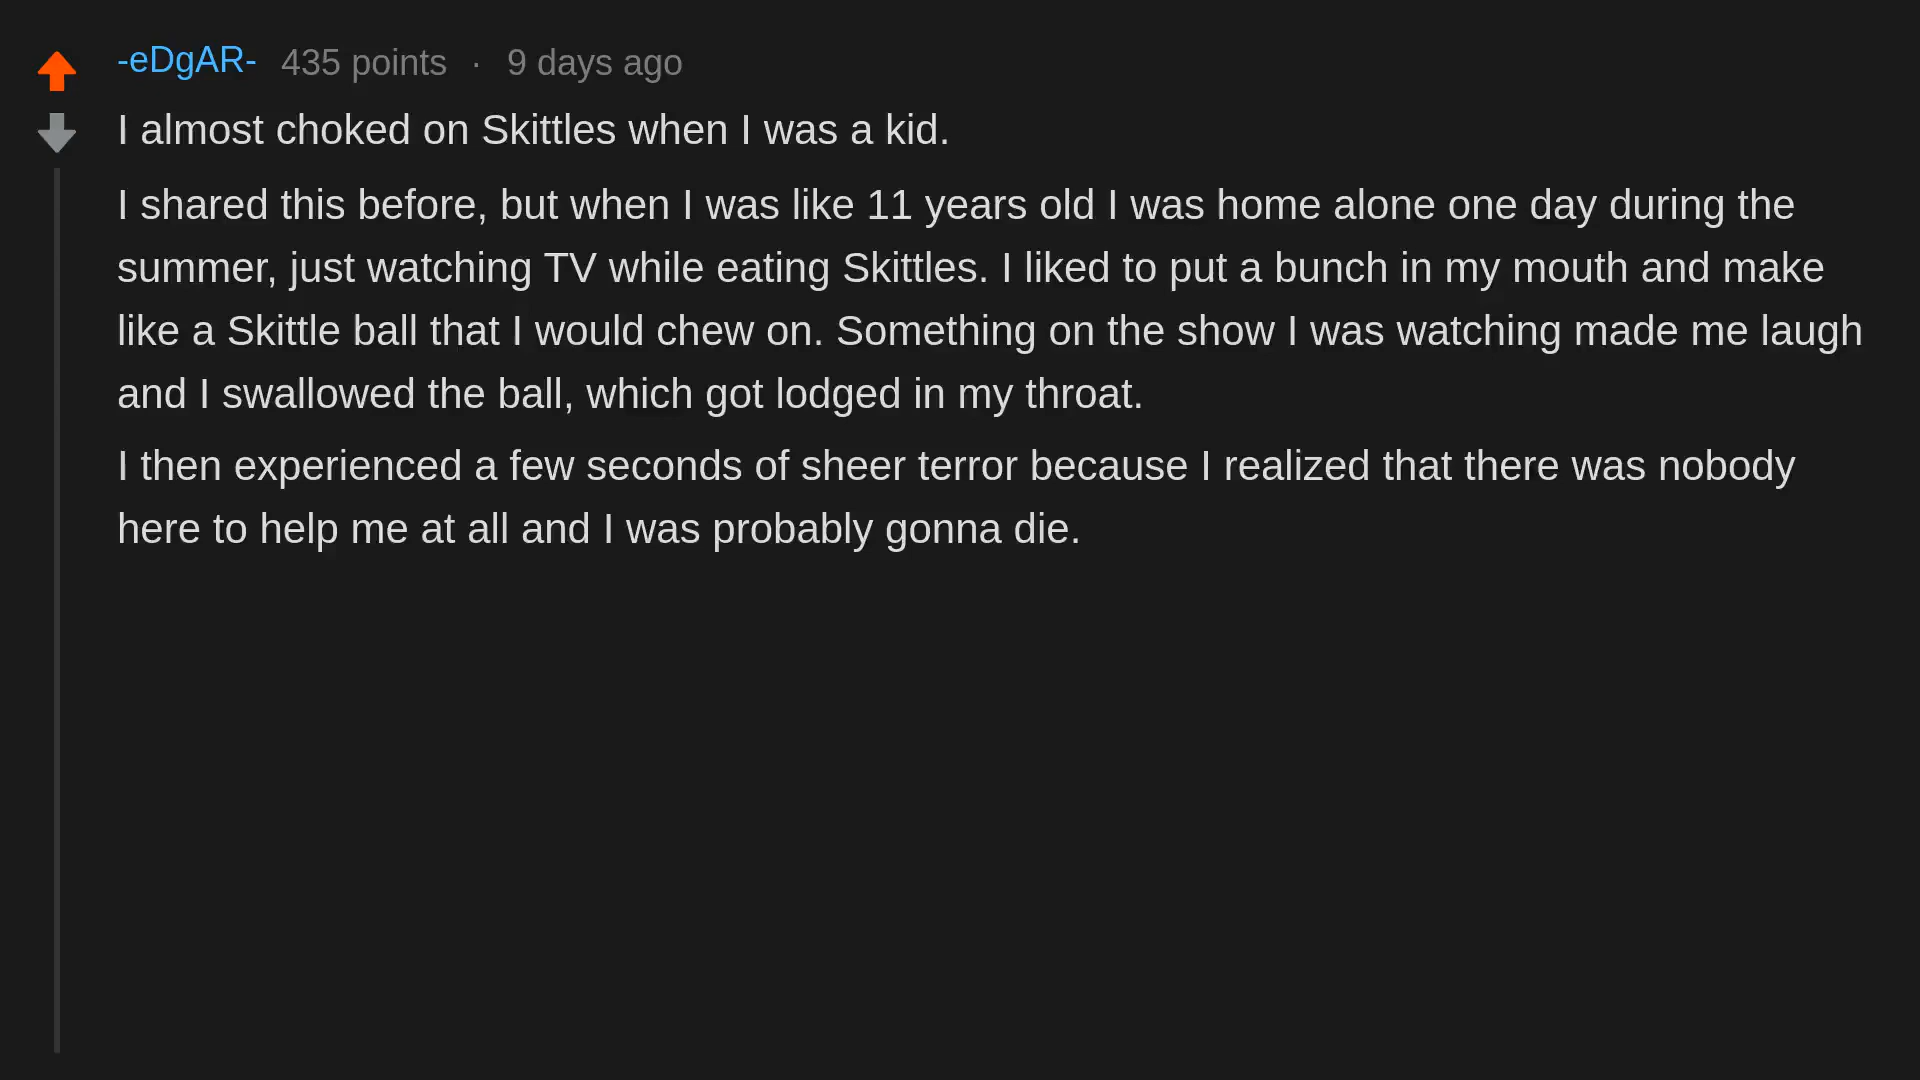 -eDgAR- 435 points · 9 days ago
I almost choked on Skittles when I was a kid.
I shared this before, but when I was like 11 years old I was home alone one day during the
summer, just watching TV while eating Skittles. I liked to put a bunch in my mouth and make
like a Skittle ball that I would chew on. Something on the show I was watching made me laugh
and I swallowed the ball, which got lodged in my throat.
I then experienced a few seconds of sheer terror because I realized that there was nobody
here to help me at all and I was probably gonna die.